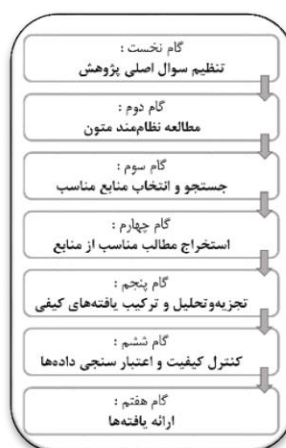 گام نخست :
تنظیم سوال اصلی پژوهش
گام دوم :
مطالعه نظام‌مند متون
گام سوم :
جستجو و انتخاب منابع مناسب
گام چهارم :
استخراج مطالب مناسب از منابع
گام پنجم :
تجزیه‌وتحلیل و ترکیب یافته‌های کیفی
گام ششم :
کنترل کیفیت و اعتبار سنجی داده‌ها
گام هفتم :
ارائه یافته‌ها